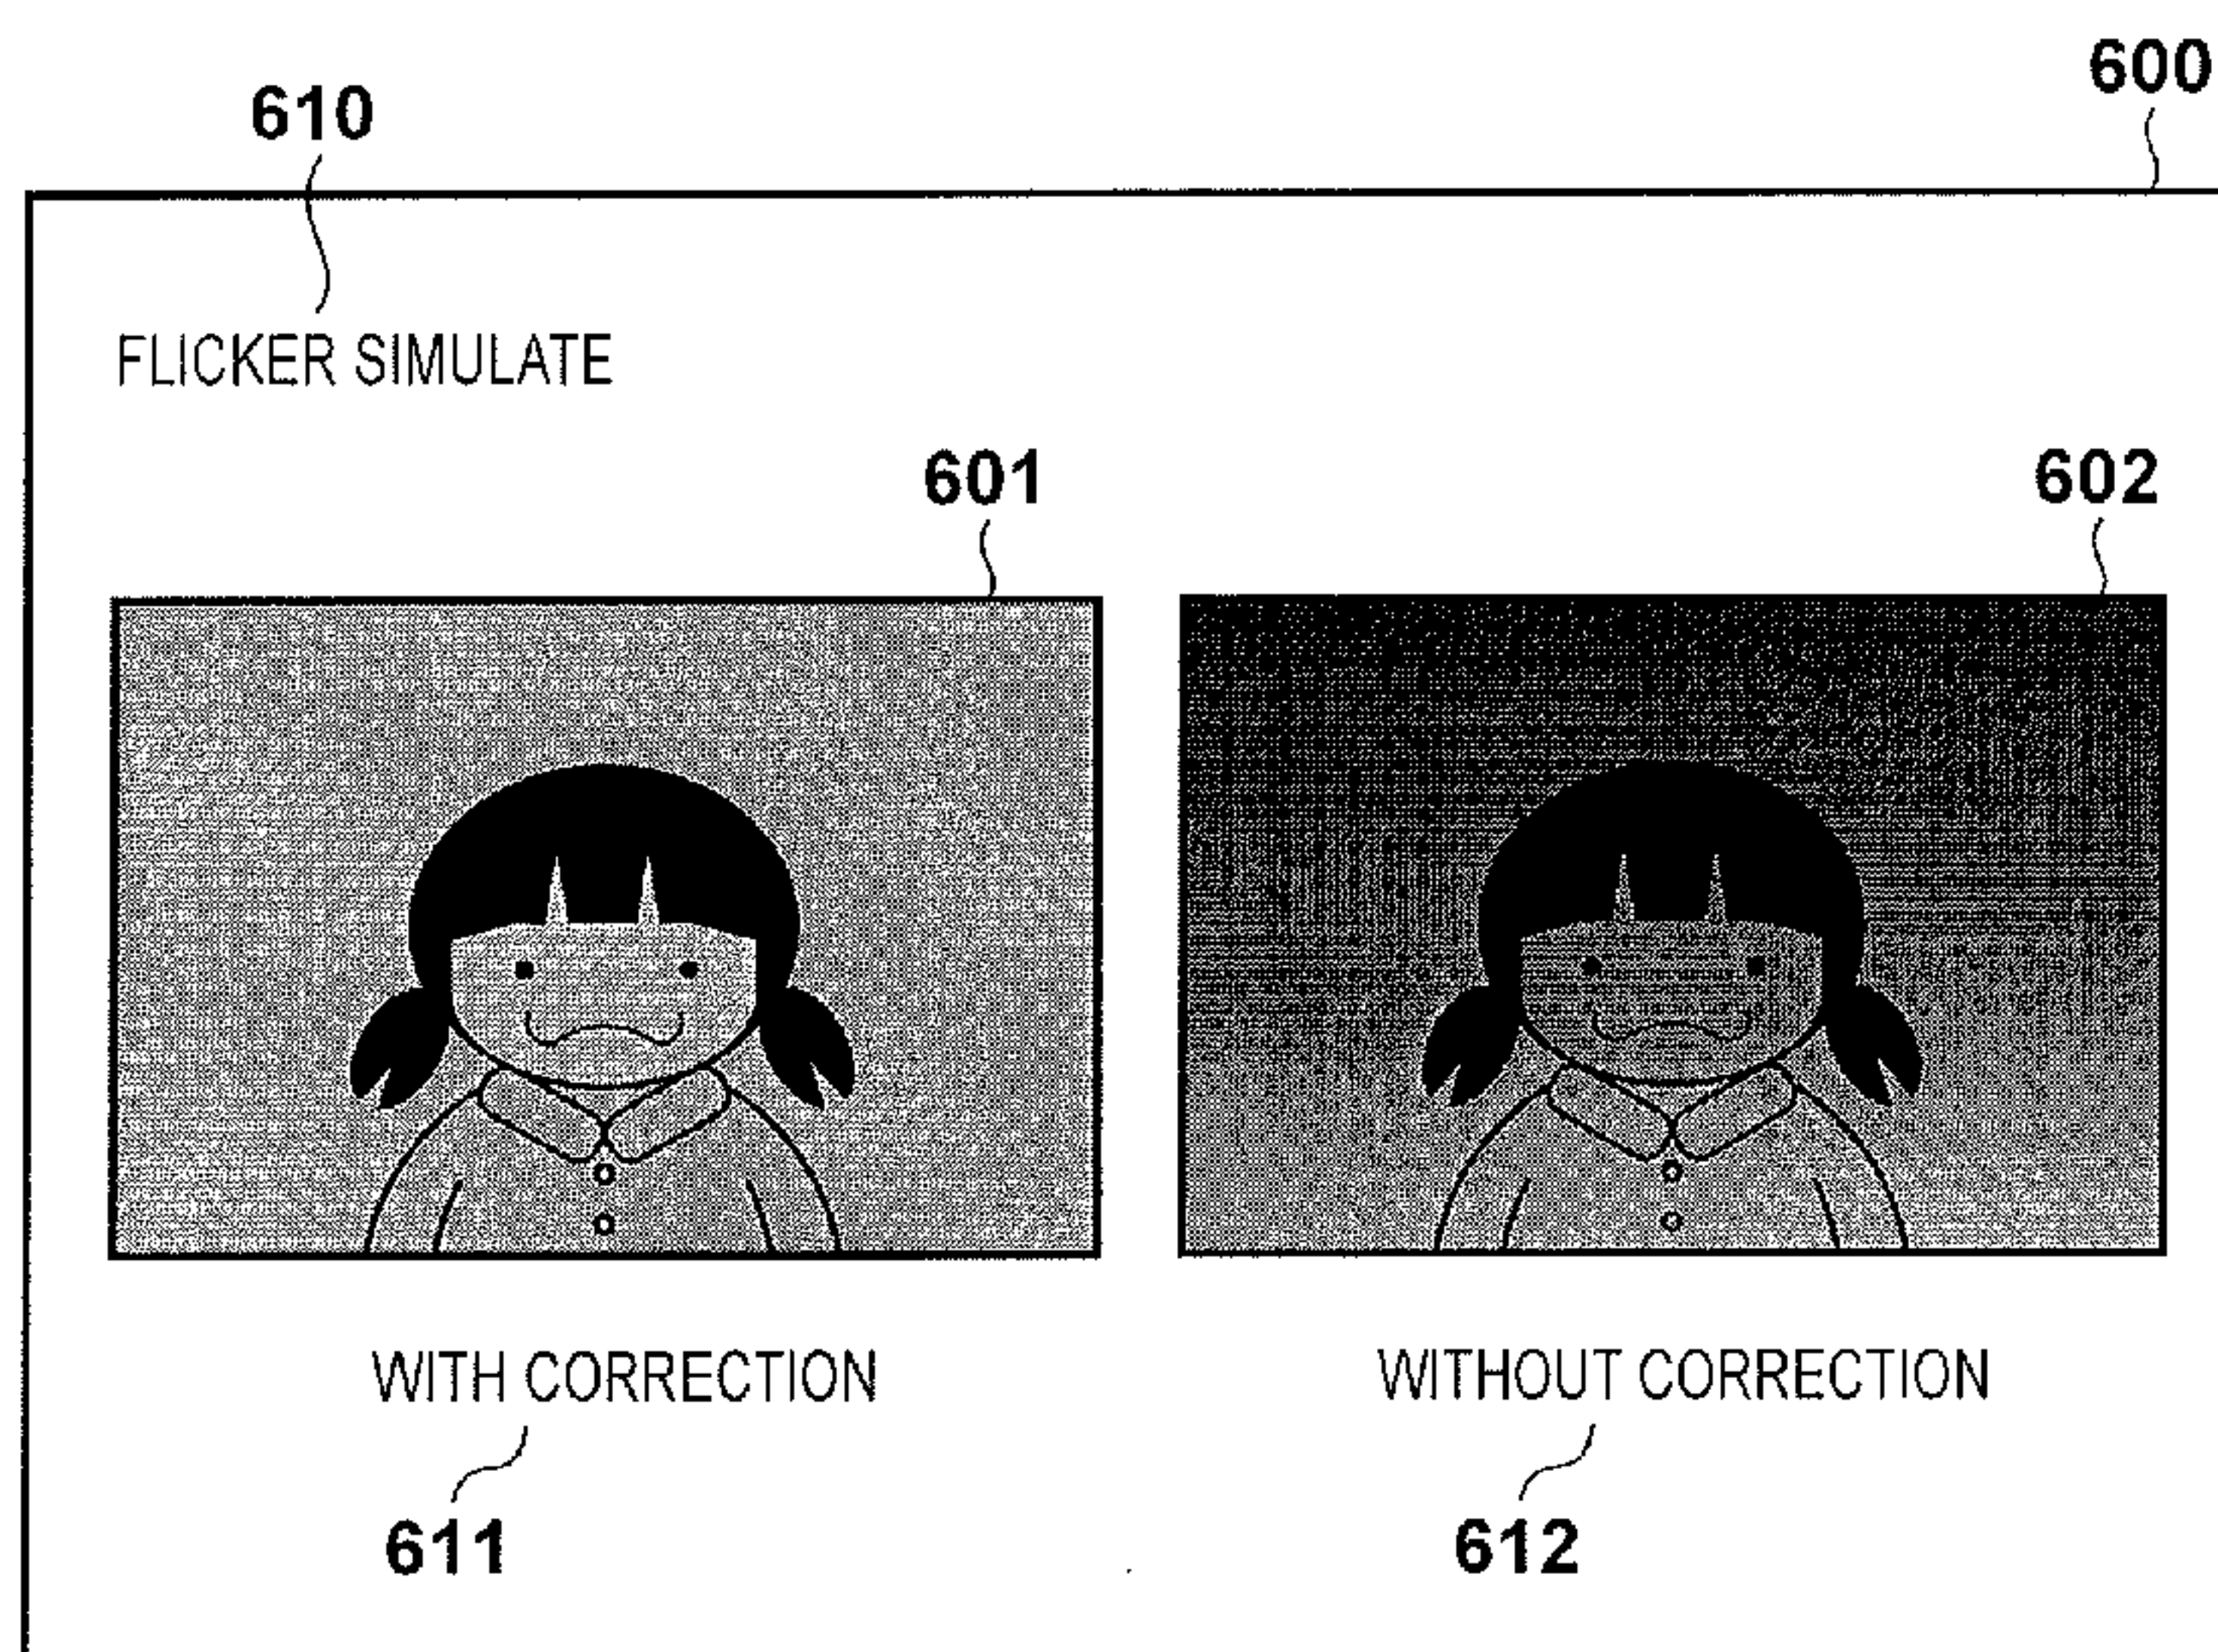 600
610
FLICKER SIMULATE
601
602
WITH CORRECTION
WITHOUT CORRECTION
611
612